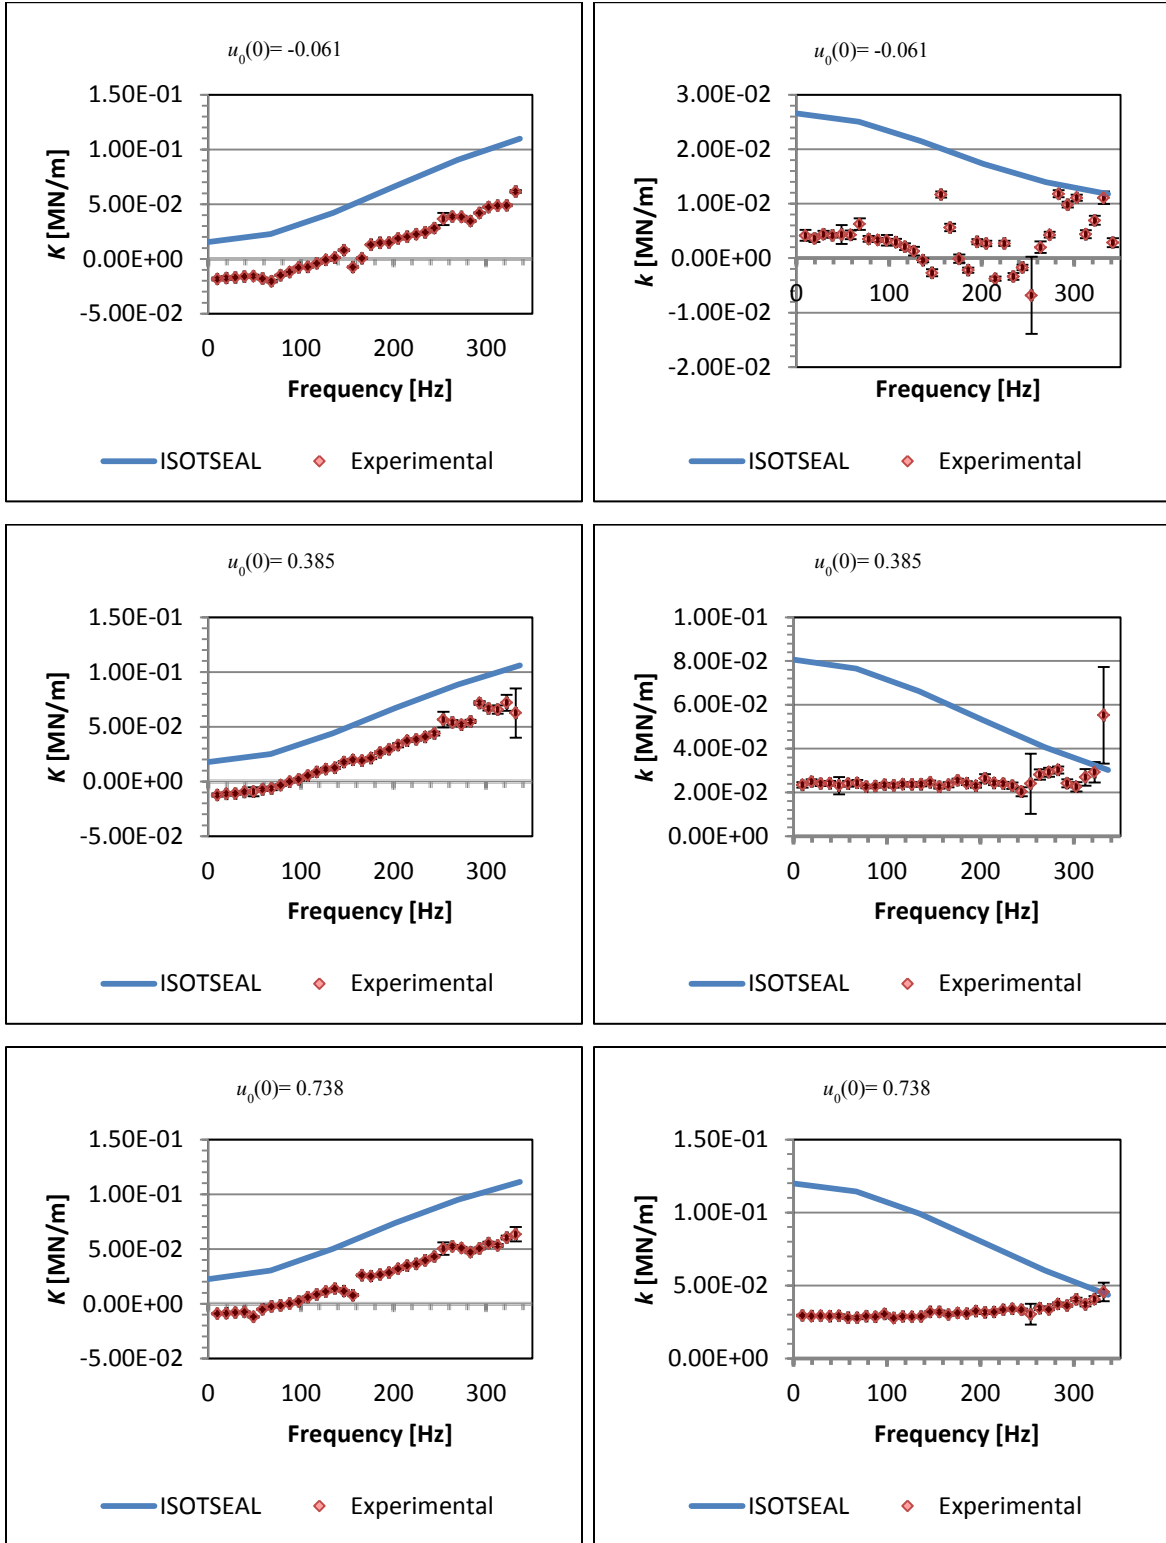 u₀(0)= -0.061
1.50E-01
1.00E-01
5.00E-02
0.00E+00
-5.00E-02
K [MN/m]
0 100 200 300
Frequency [Hz]
ISOTSEAL Experimental
u₀(0)= -0.061
3.00E-02
2.00E-02
1.00E-02
0.00E+00
-1.00E-02
-2.00E-02
k [MN/m]
0 100 200 300
Frequency [Hz]
ISOTSEAL Experimental
u₀(0)= 0.385
1.50E-01
1.00E-01
5.00E-02
0.00E+00
-5.00E-02
K [MN/m]
0 100 200 300
Frequency [Hz]
ISOTSEAL Experimental
u₀(0)= 0.385
1.00E-01
8.00E-02
6.00E-02
4.00E-02
2.00E-02
0.00E+00
k [MN/m]
0 100 200 300
Frequency [Hz]
ISOTSEAL Experimental
u₀(0)= 0.738
1.50E-01
1.00E-01
5.00E-02
0.00E+00
-5.00E-02
K [MN/m]
0 100 200 300
Frequency [Hz]
ISOTSEAL Experimental
u₀(0)= 0.738
1.50E-01
1.00E-01
5.00E-02
0.00E+00
k [MN/m]
0 100 200 300
Frequency [Hz]
ISOTSEAL Experimental